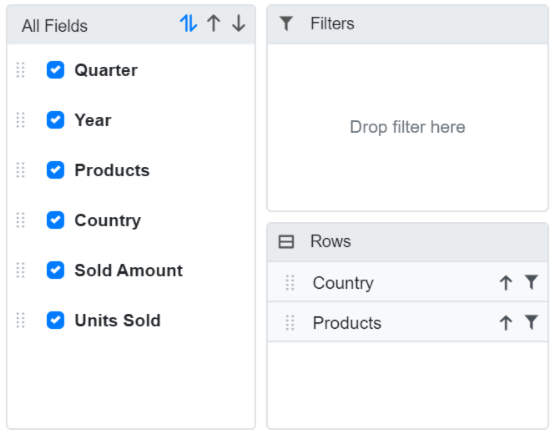 All Fields
Quarter
Year
Products
Country
Sold Amount
Units Sold
Filters
Drop filter here
Rows
Country
Products